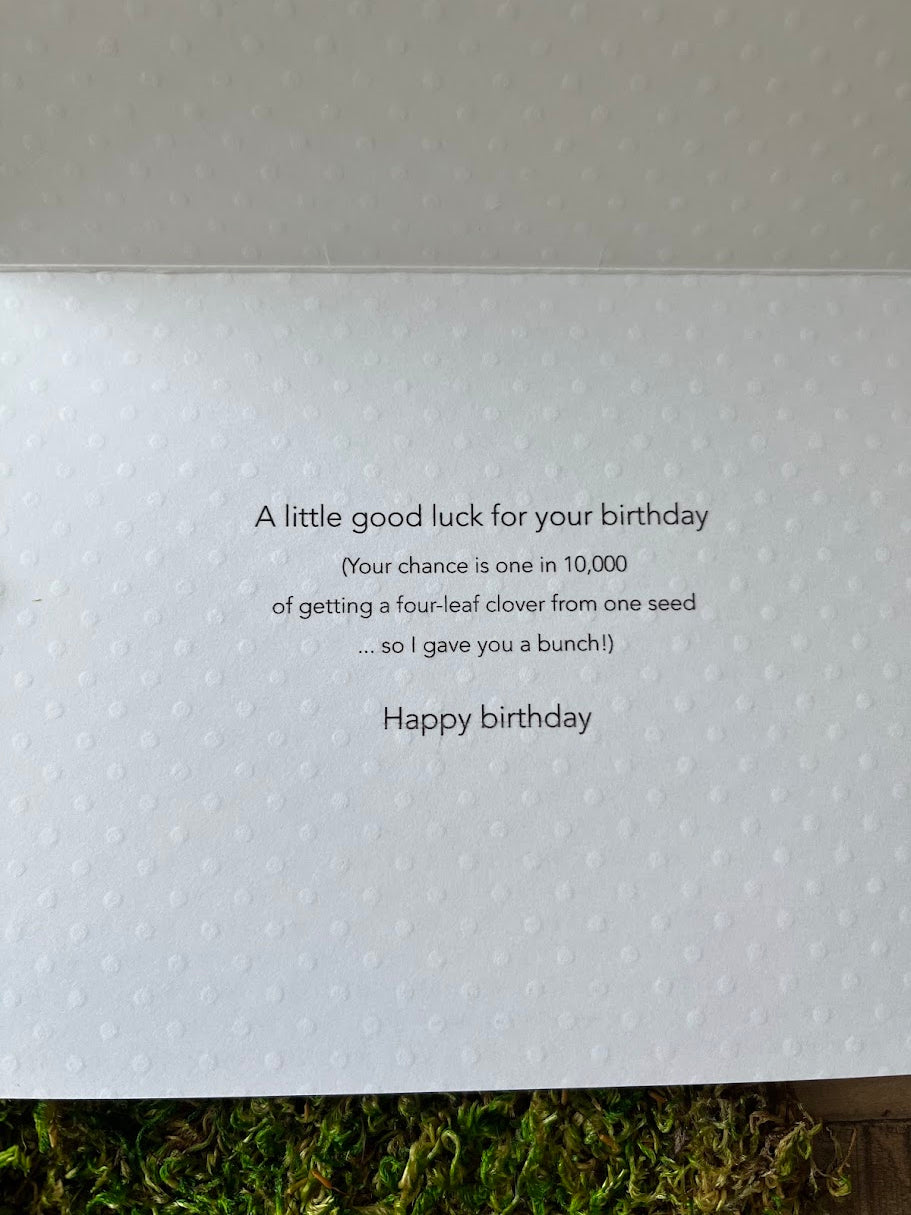 A little good luck for your birthday
(Your chance is one in 10,000
of getting a four-leaf clover from one seed
... so I gave you a bunch!)
Happy birthday